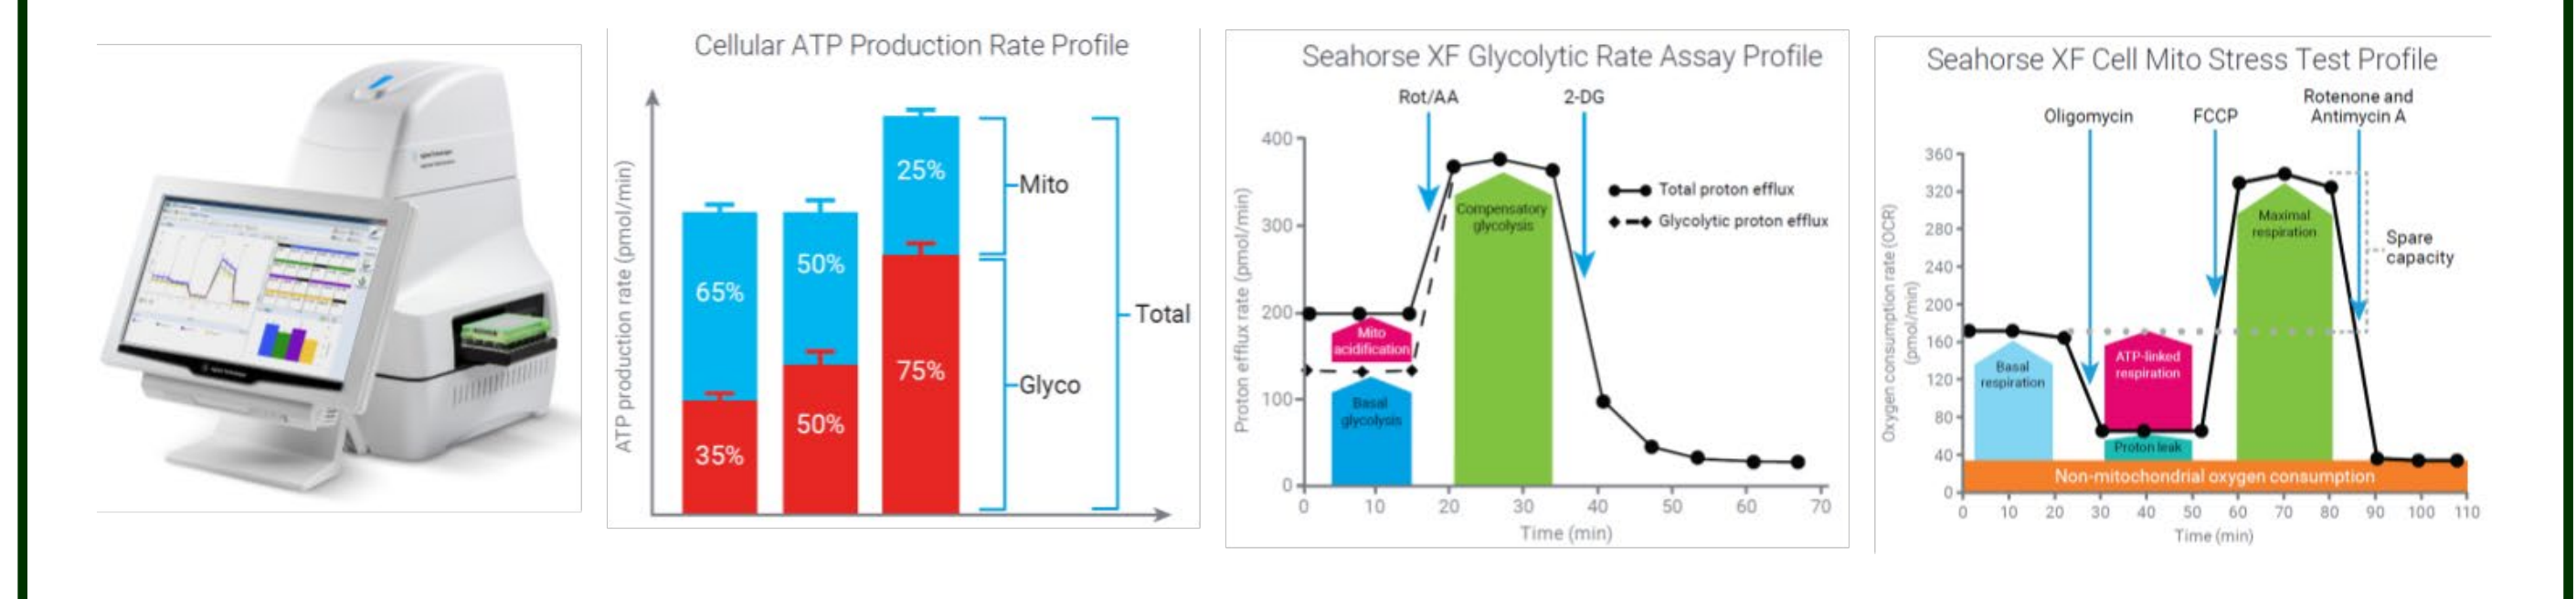 Cellular ATP Production Rate Profile
ATP production rate (pmol/min)
65%
35%
50%
50%
25%
75%
Mito
Glyco
Total
Seahorse XF Glycolytic Rate Assay Profile
Rot/AA
2-DG
Proton efflux rate (pmol/min)
400
300
200
100
0
Total proton efflux
Glycolytic proton efflux
Compensatory
glycolysis
Mito
acidification
Basal
glycolysis
0 10 20 30 40 50 60 70
Time (min)
Seahorse XF Cell Mito Stress Test Profile
Oligomycin
FCCP
Rotenone and
Antimycin A
Oxygen consumption rate (OCR)
(pmol/min)
360
320
280
240
200
160
120
80
40
0
Basal
respiration
ATP-linked
respiration
Proton leak
Maximal
respiration
Spare
capacity
Non-mitochondrial oxygen consumption
0 10 20 30 40 50 60 70 80 90 100 110
Time (min)